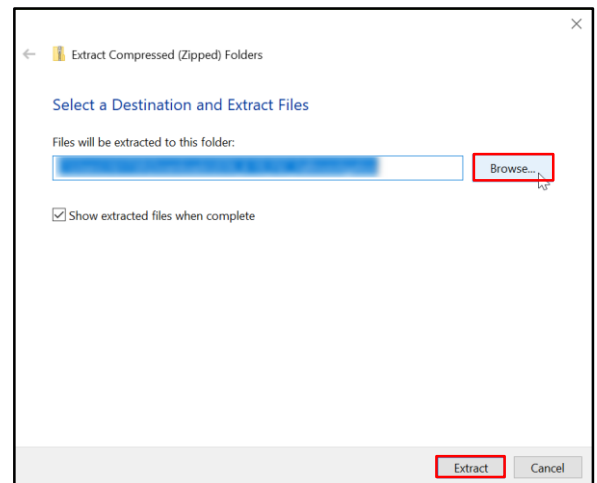 Extract Compressed (Zipped) Folders
Select a Destination and Extract Files
Files will be extracted to this folder:
Browse...
Show extracted files when complete
Extract Cancel